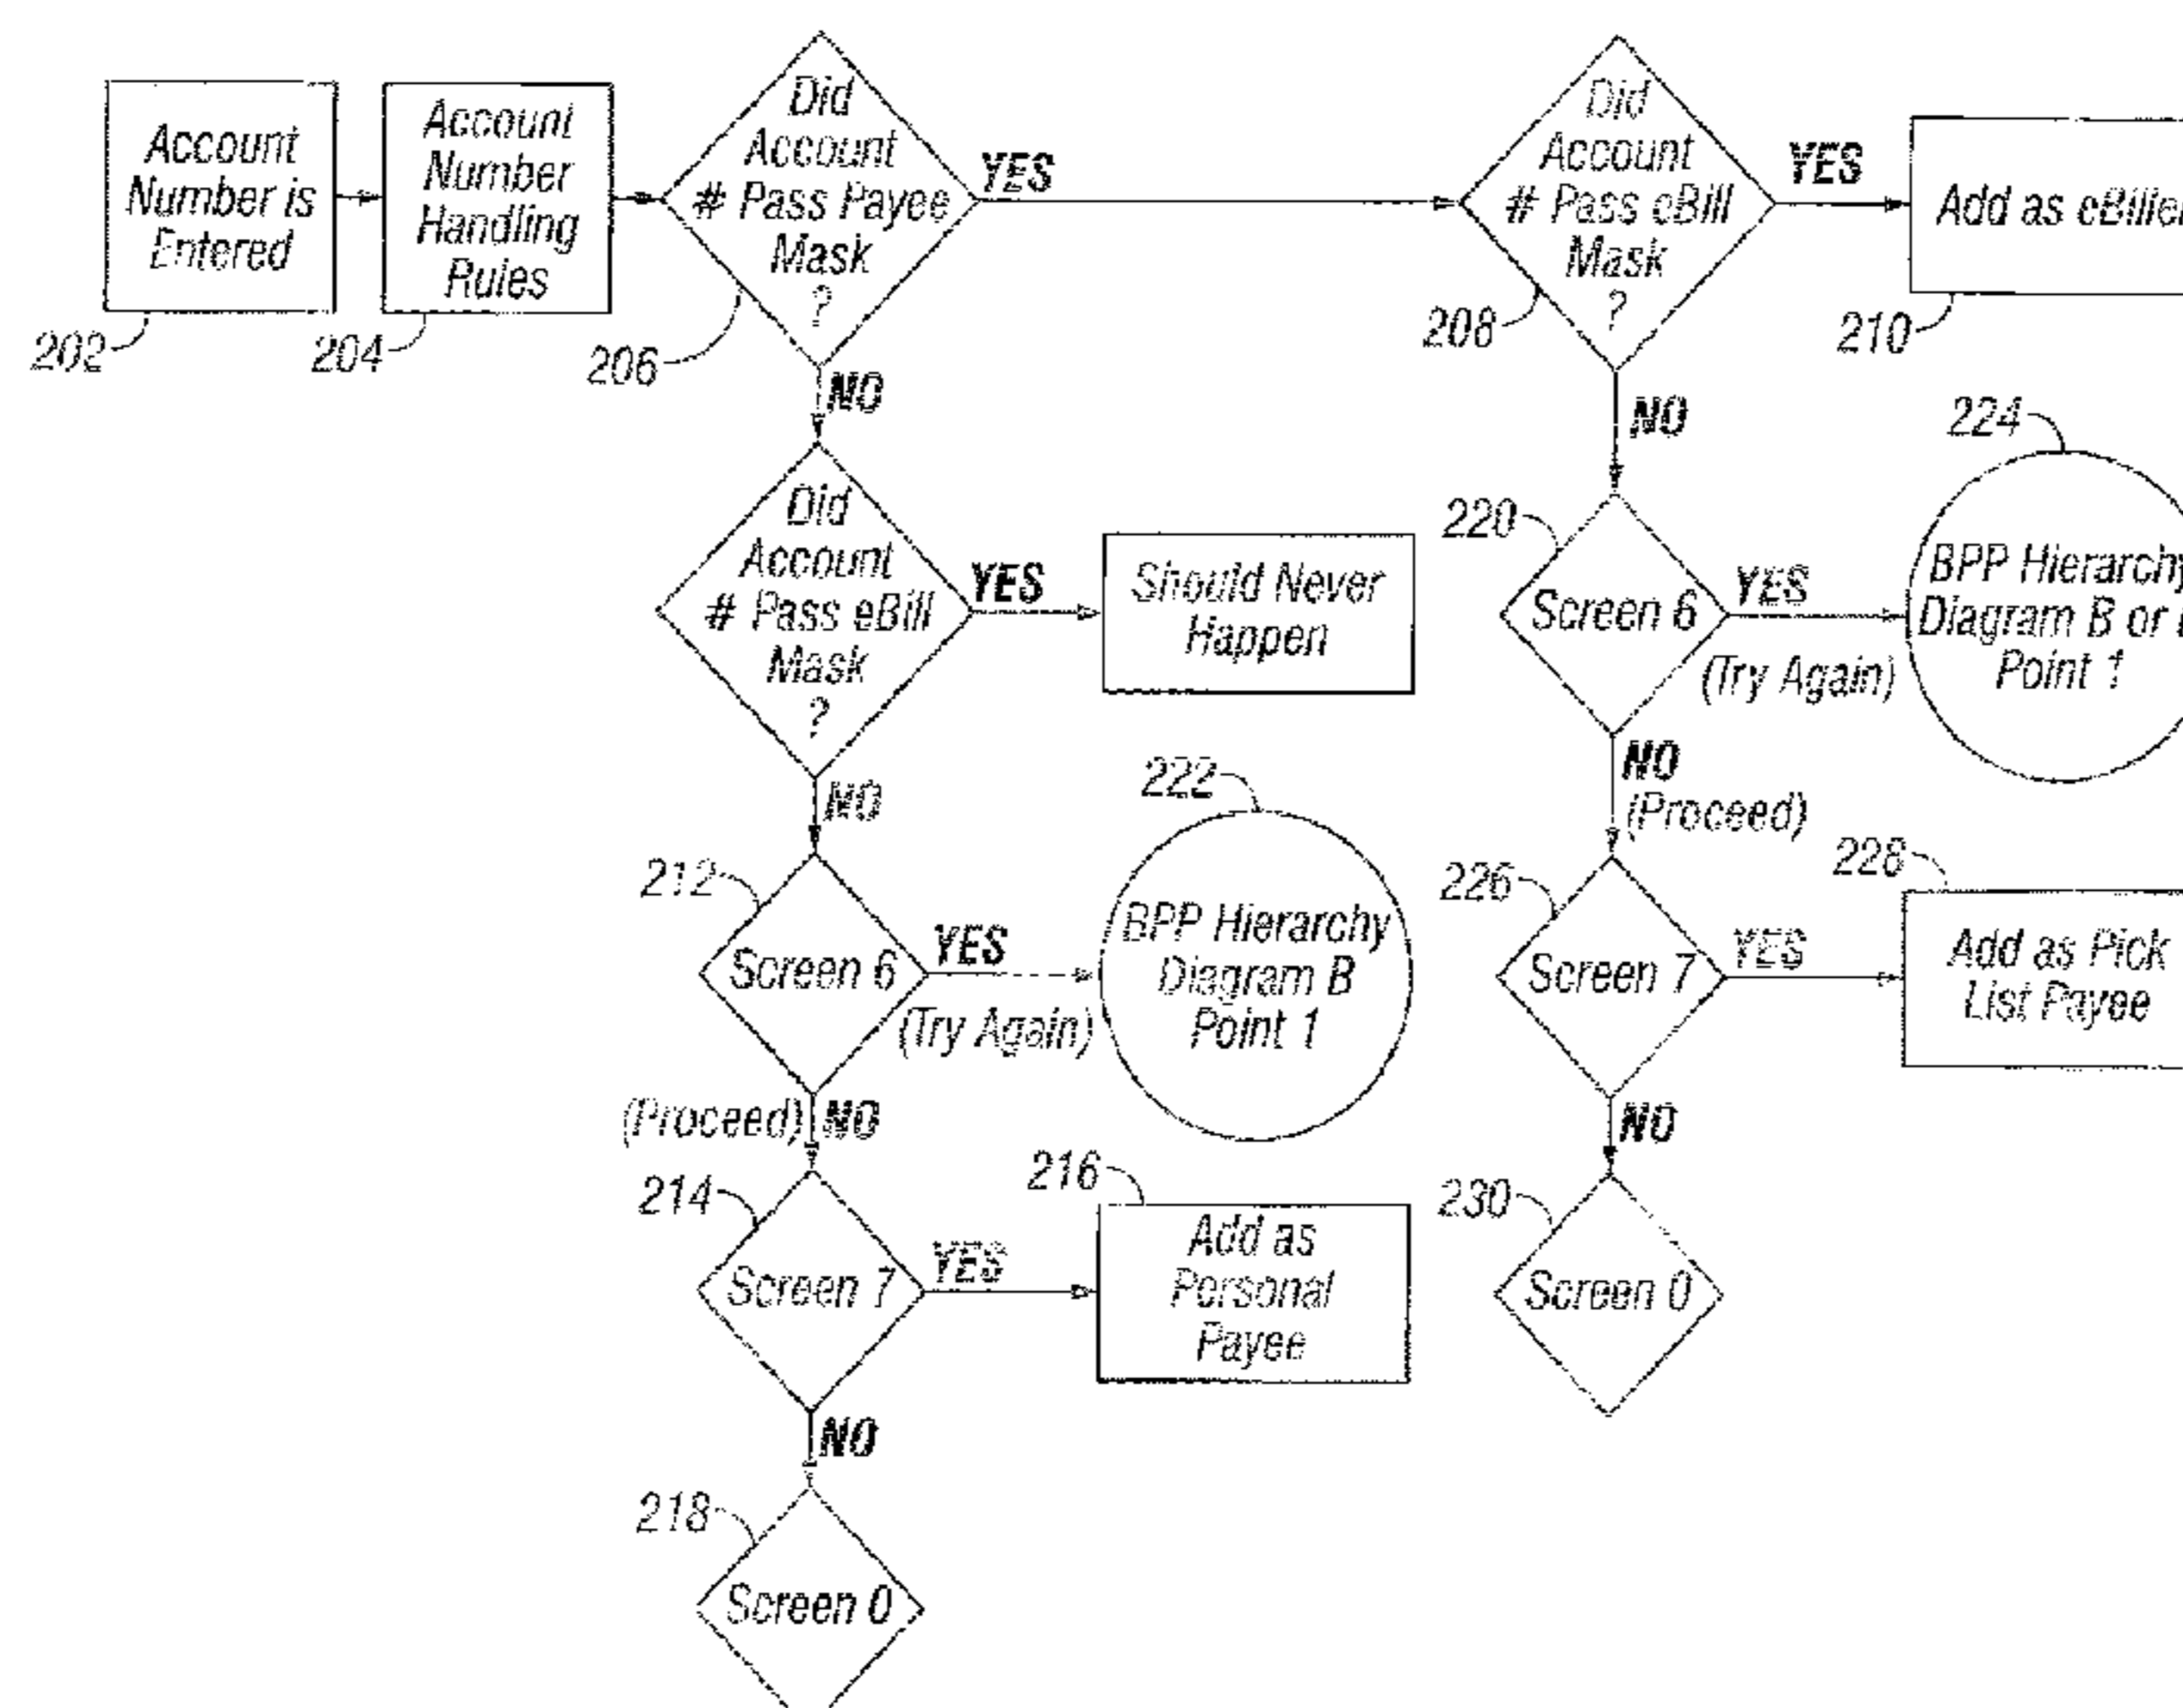 Account
Number is
Entered
202
Account
Number
Handling
Rules
204
Did
Account
# Pass Payee
Mask
?
206
YES
Did
Account
# Pass eBill
Mask
?
208
YES
Add as eBiller
210
NO
NO
Did
Account
# Pass eBill
Mask
?
YES
Should Never
Happen
220
Screen 6
YES
(Try Again)
224
BPP Hierarchy
Diagram B or
Point 1
NO
NO
(Proceed)
212
Screen 6
YES
(Try Again)
222
BPP Hierarchy
Diagram B
Point 1
226
Screen 7
YES
228
Add as Pick
List Payee
(Proceed) NO
NO
214
Screen 7
YES
216
Add as
Personal
Payee
230
Screen 0
NO
218
Screen 0